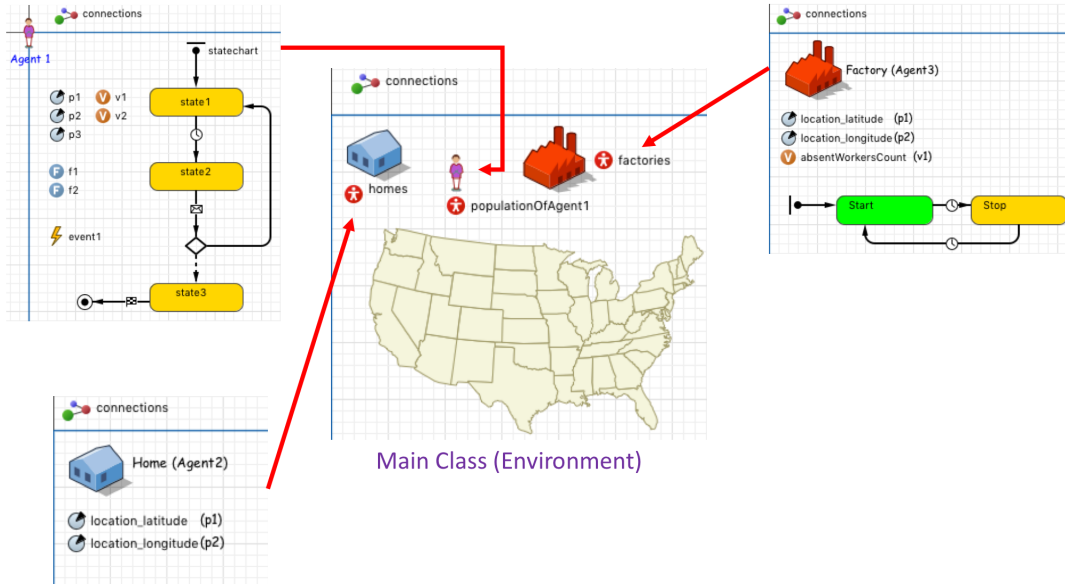 connections
Agent 1
statechart
p1
v1
p2
v2
p3
f1
f2
event1
state1
state2
state3
connections
homes
populationOfAgent1
factories
Main Class (Environment)
connections
Factory (Agent3)
location_latitude (p1)
location_longitude (p2)
absentWorkersCount (v1)
Start
Stop
connections
Home (Agent2)
location_latitude (p1)
location_longitude (p2)